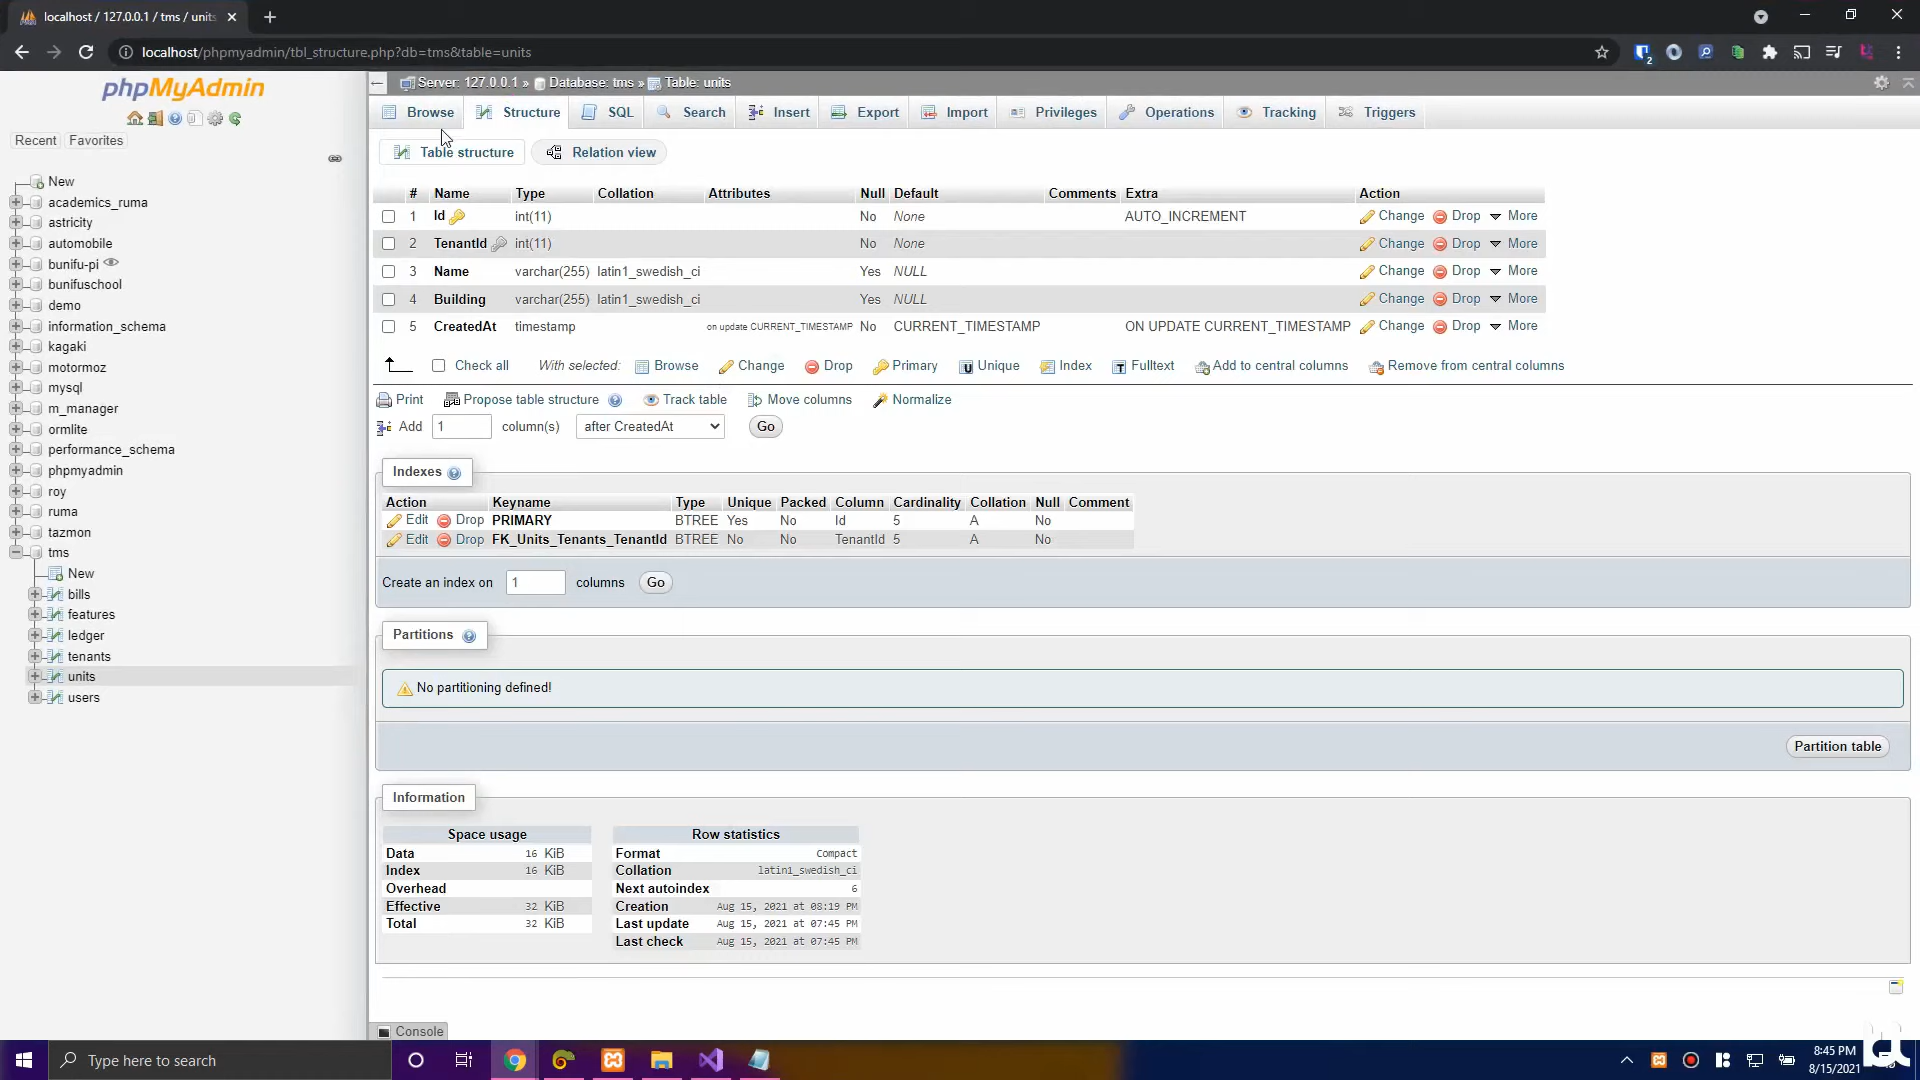 localhost / 127.0.0.1 / tms / units
localhost/phpmyadmin/tbl_structure.php?db=tms&table=units
2
phpMyAdmin
Recent Favorites
New
academics_ruma
astricity
automobile
bunifu-pi
bunifuschool
demo
information_schema
kagaki
motormoz
mysql
m_manager
ormlite
performance_schema
phpmyadmin
roy
ruma
tazmon
tms
New
bills
features
ledger
tenants
units
users
Server: 127.0.0.1 » Database: tms » Table: units
Browse Structure SQL Search Insert Export Import Privileges Operations Tracking Triggers
Table structure Relation view
# Name Type Collation Attributes Null Default Comments Extra Action
1 Id int(11) No None AUTO_INCREMENT Change Drop More
2 TenantId int(11) No None Change Drop More
3 Name varchar(255) latin1_swedish_ci Yes NULL Change Drop More
4 Building varchar(255) latin1_swedish_ci Yes NULL Change Drop More
5 CreatedAt timestamp on update CURRENT_TIMESTAMP No CURRENT_TIMESTAMP ON UPDATE CURRENT_TIMESTAMP Change Drop More
Check all With selected: Browse Change Drop Primary Unique Index Fulltext Add to central columns Remove from central columns
Print Propose table structure Track table Move columns Normalize
Add 1 column(s) after CreatedAt Go
Indexes
Action Keyname Type Unique Packed Column Cardinality Collation Null Comment
Edit Drop PRIMARY BTREE Yes No Id 5 A No
Edit Drop FK_Units_Tenants_TenantId BTREE No No TenantId 5 A No
Create an index on 1 columns Go
Partitions
No partitioning defined!
Partition table
Information
Space usage
Data 16 KiB
Index 16 KiB
Overhead
Effective 32 KiB
Total 32 KiB
Row statistics
Format Compact
Collation latin1_swedish_ci
Next autoindex 6
Creation Aug 15, 2021 at 08:19 PM
Last update Aug 15, 2021 at 07:45 PM
Last check Aug 15, 2021 at 07:45 PM
Console
Type here to search
8:45 PM
8/15/2021